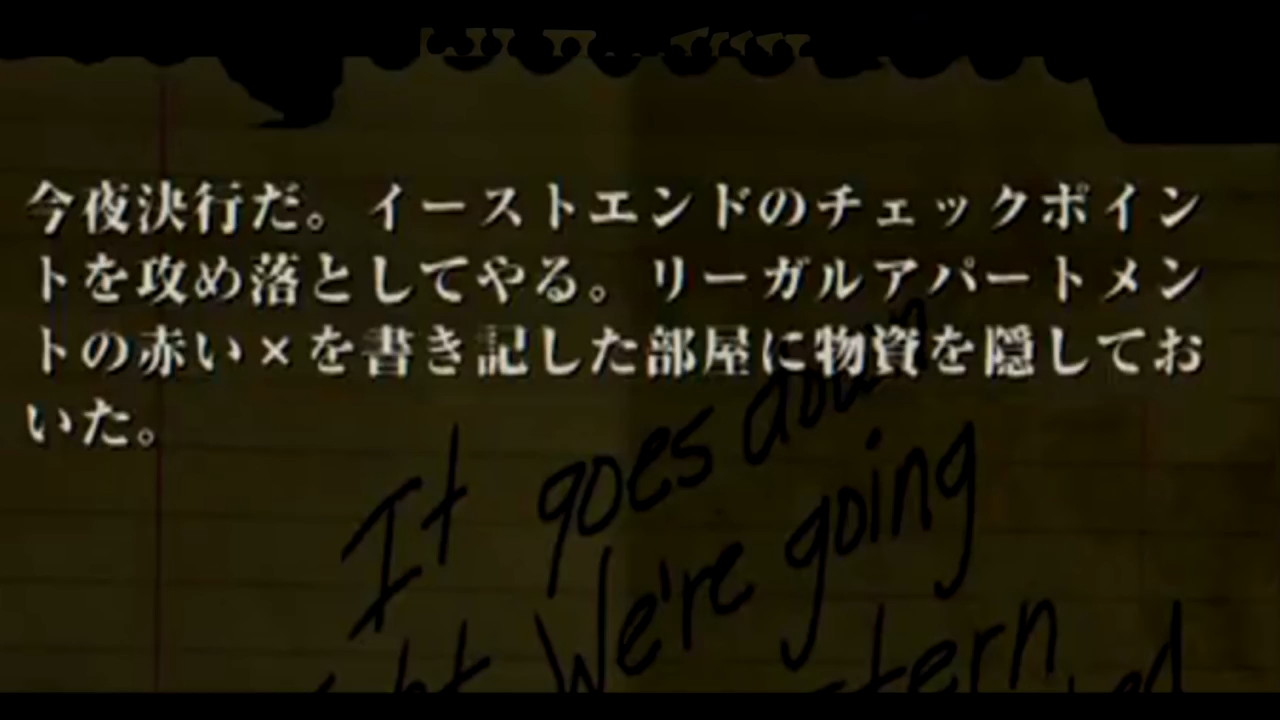 今夜決行だ。イーストエンドのチェックポイン
トを攻め落としてやる。リーガルアパートメン
トの赤い×を書き記した部屋に物資を隠してお
いた。
It goes down
We're going